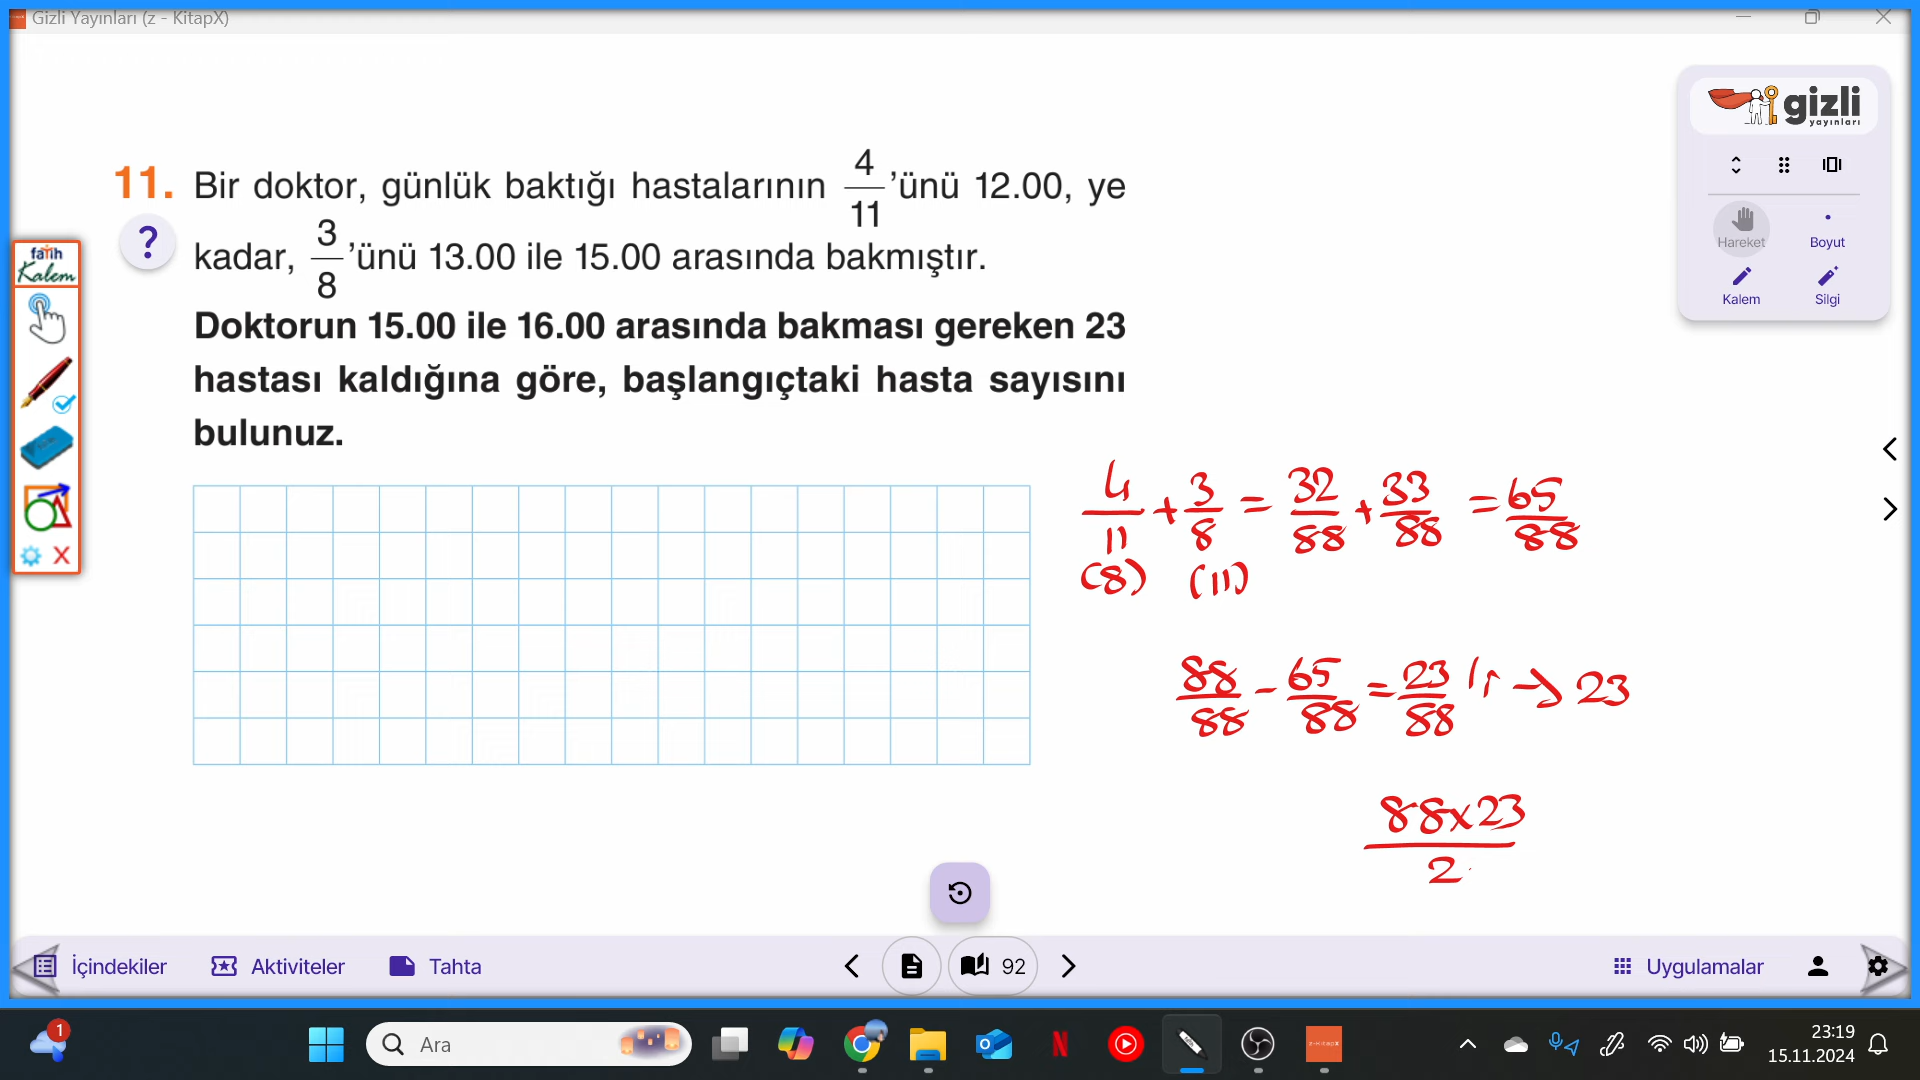 Gizli Yayınları (z - KitapX)
gizli
yayınları
Hareket
Boyut
Kalem
Silgi
fatih
Kalem
11. Bir doktor, günlük baktığı hastalarının 4/11 'ünü 12.00, ye
kadar, 3/8 'ünü 13.00 ile 15.00 arasında bakmıştır.
Doktorun 15.00 ile 16.00 arasında bakması gereken 23
hastası kaldığına göre, başlangıçtaki hasta sayısını
bulunuz.
?
4/11 + 3/8 = 32/88 + 33/88 = 65/88
(8) (11)
88/88 - 65/88 = 23/88 'i → 23
88x23
2
İçindekiler
Aktiviteler
Tahta
92
Uygulamalar
1
Ara
23:19
15.11.2024